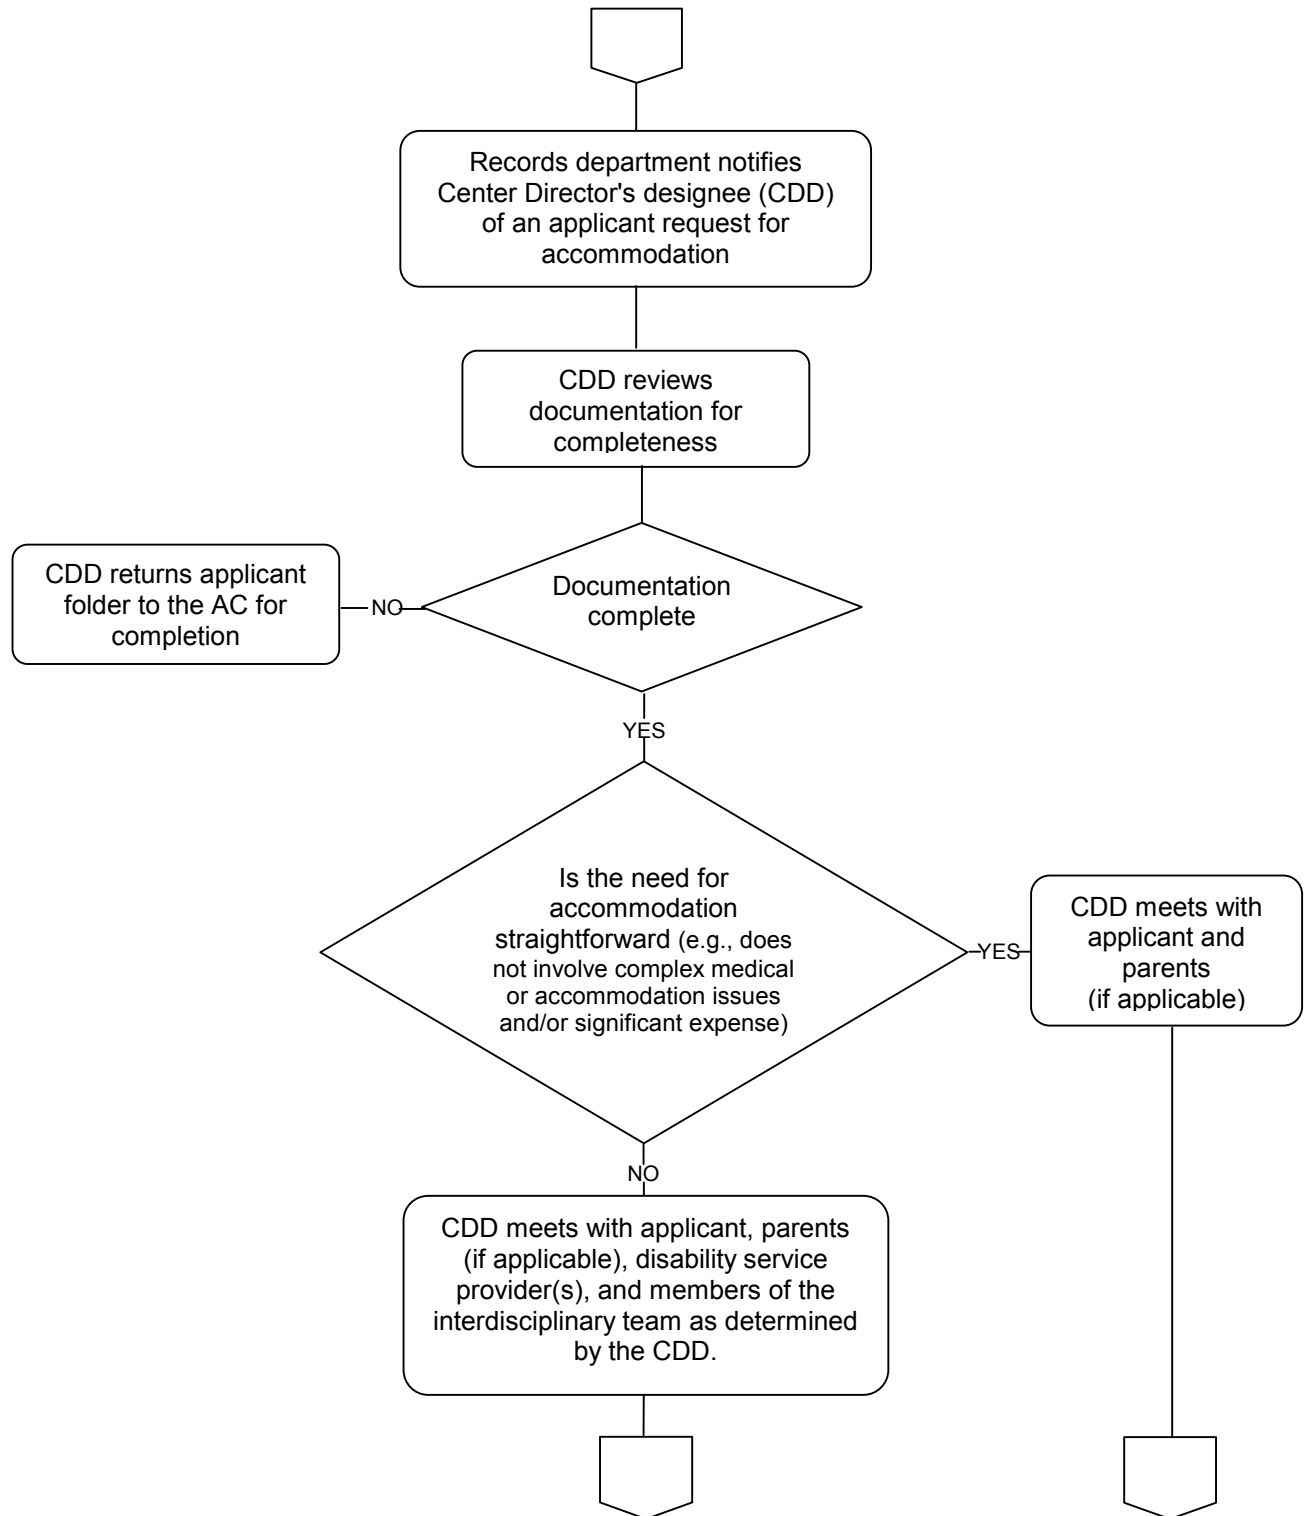 Records department notifies
Center Director's designee (CDD)
of an applicant request for
accommodation
CDD reviews
documentation for
completeness
Documentation
complete
CDD returns applicant
folder to the AC for
completion
NO
YES
Is the need for
accommodation
straightforward (e.g., does
not involve complex medical
or accommodation issues
and/or significant expense)
YES
CDD meets with
applicant and
parents
(if applicable)
NO
CDD meets with applicant, parents
(if applicable), disability service
provider(s), and members of the
interdisciplinary team as determined
by the CDD.